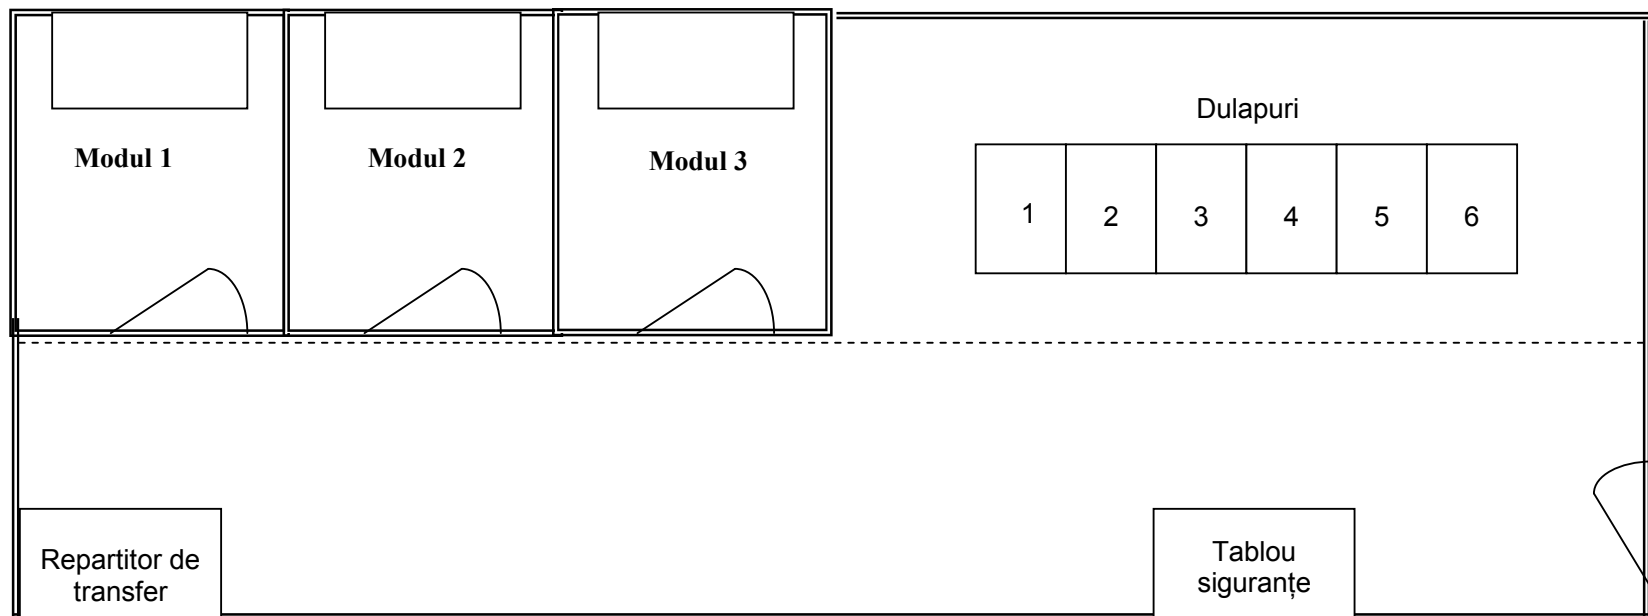 Dulapuri
Modul 1
Modul 2
Modul 3
1
2
3
4
5
6
Repartitor de
transfer
Tablou
siguranțe